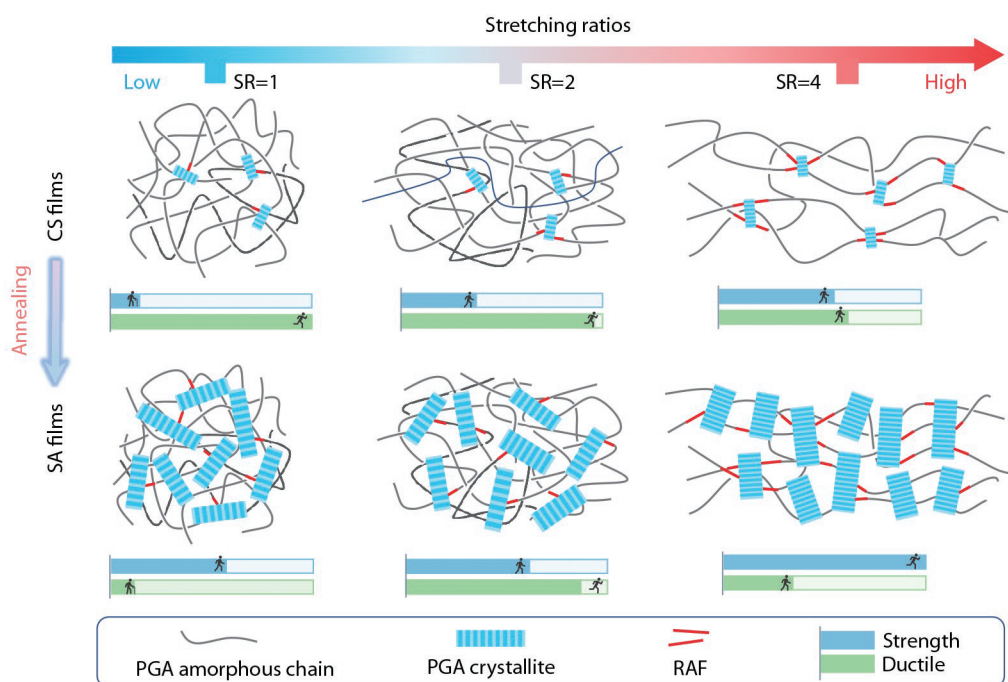 Stretching ratios
Low
SR=1
SR=2
SR=4
High
CS films
Annealing
SA films
PGA amorphous chain
PGA crystallite
RAF
Strength
Ductile